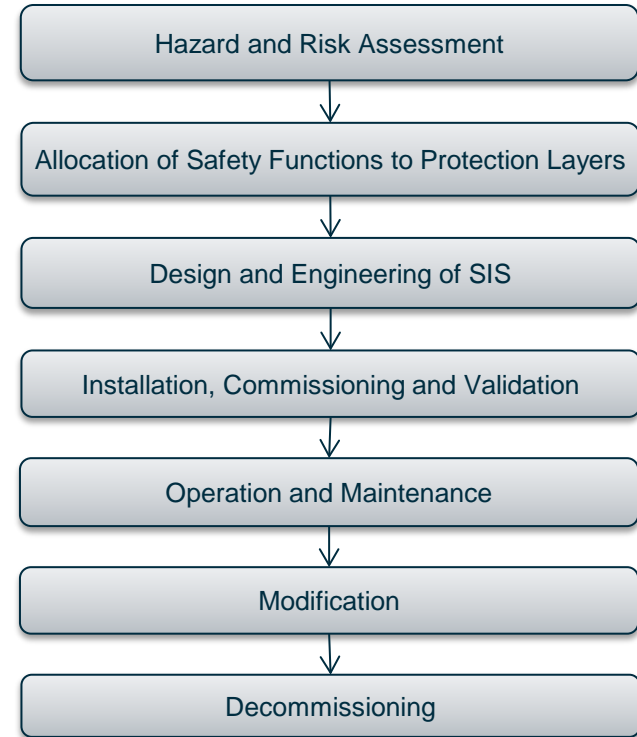 Hazard and Risk Assessment
Allocation of Safety Functions to Protection Layers
Design and Engineering of SIS
Installation, Commissioning and Validation
Operation and Maintenance
Modification
Decommissioning